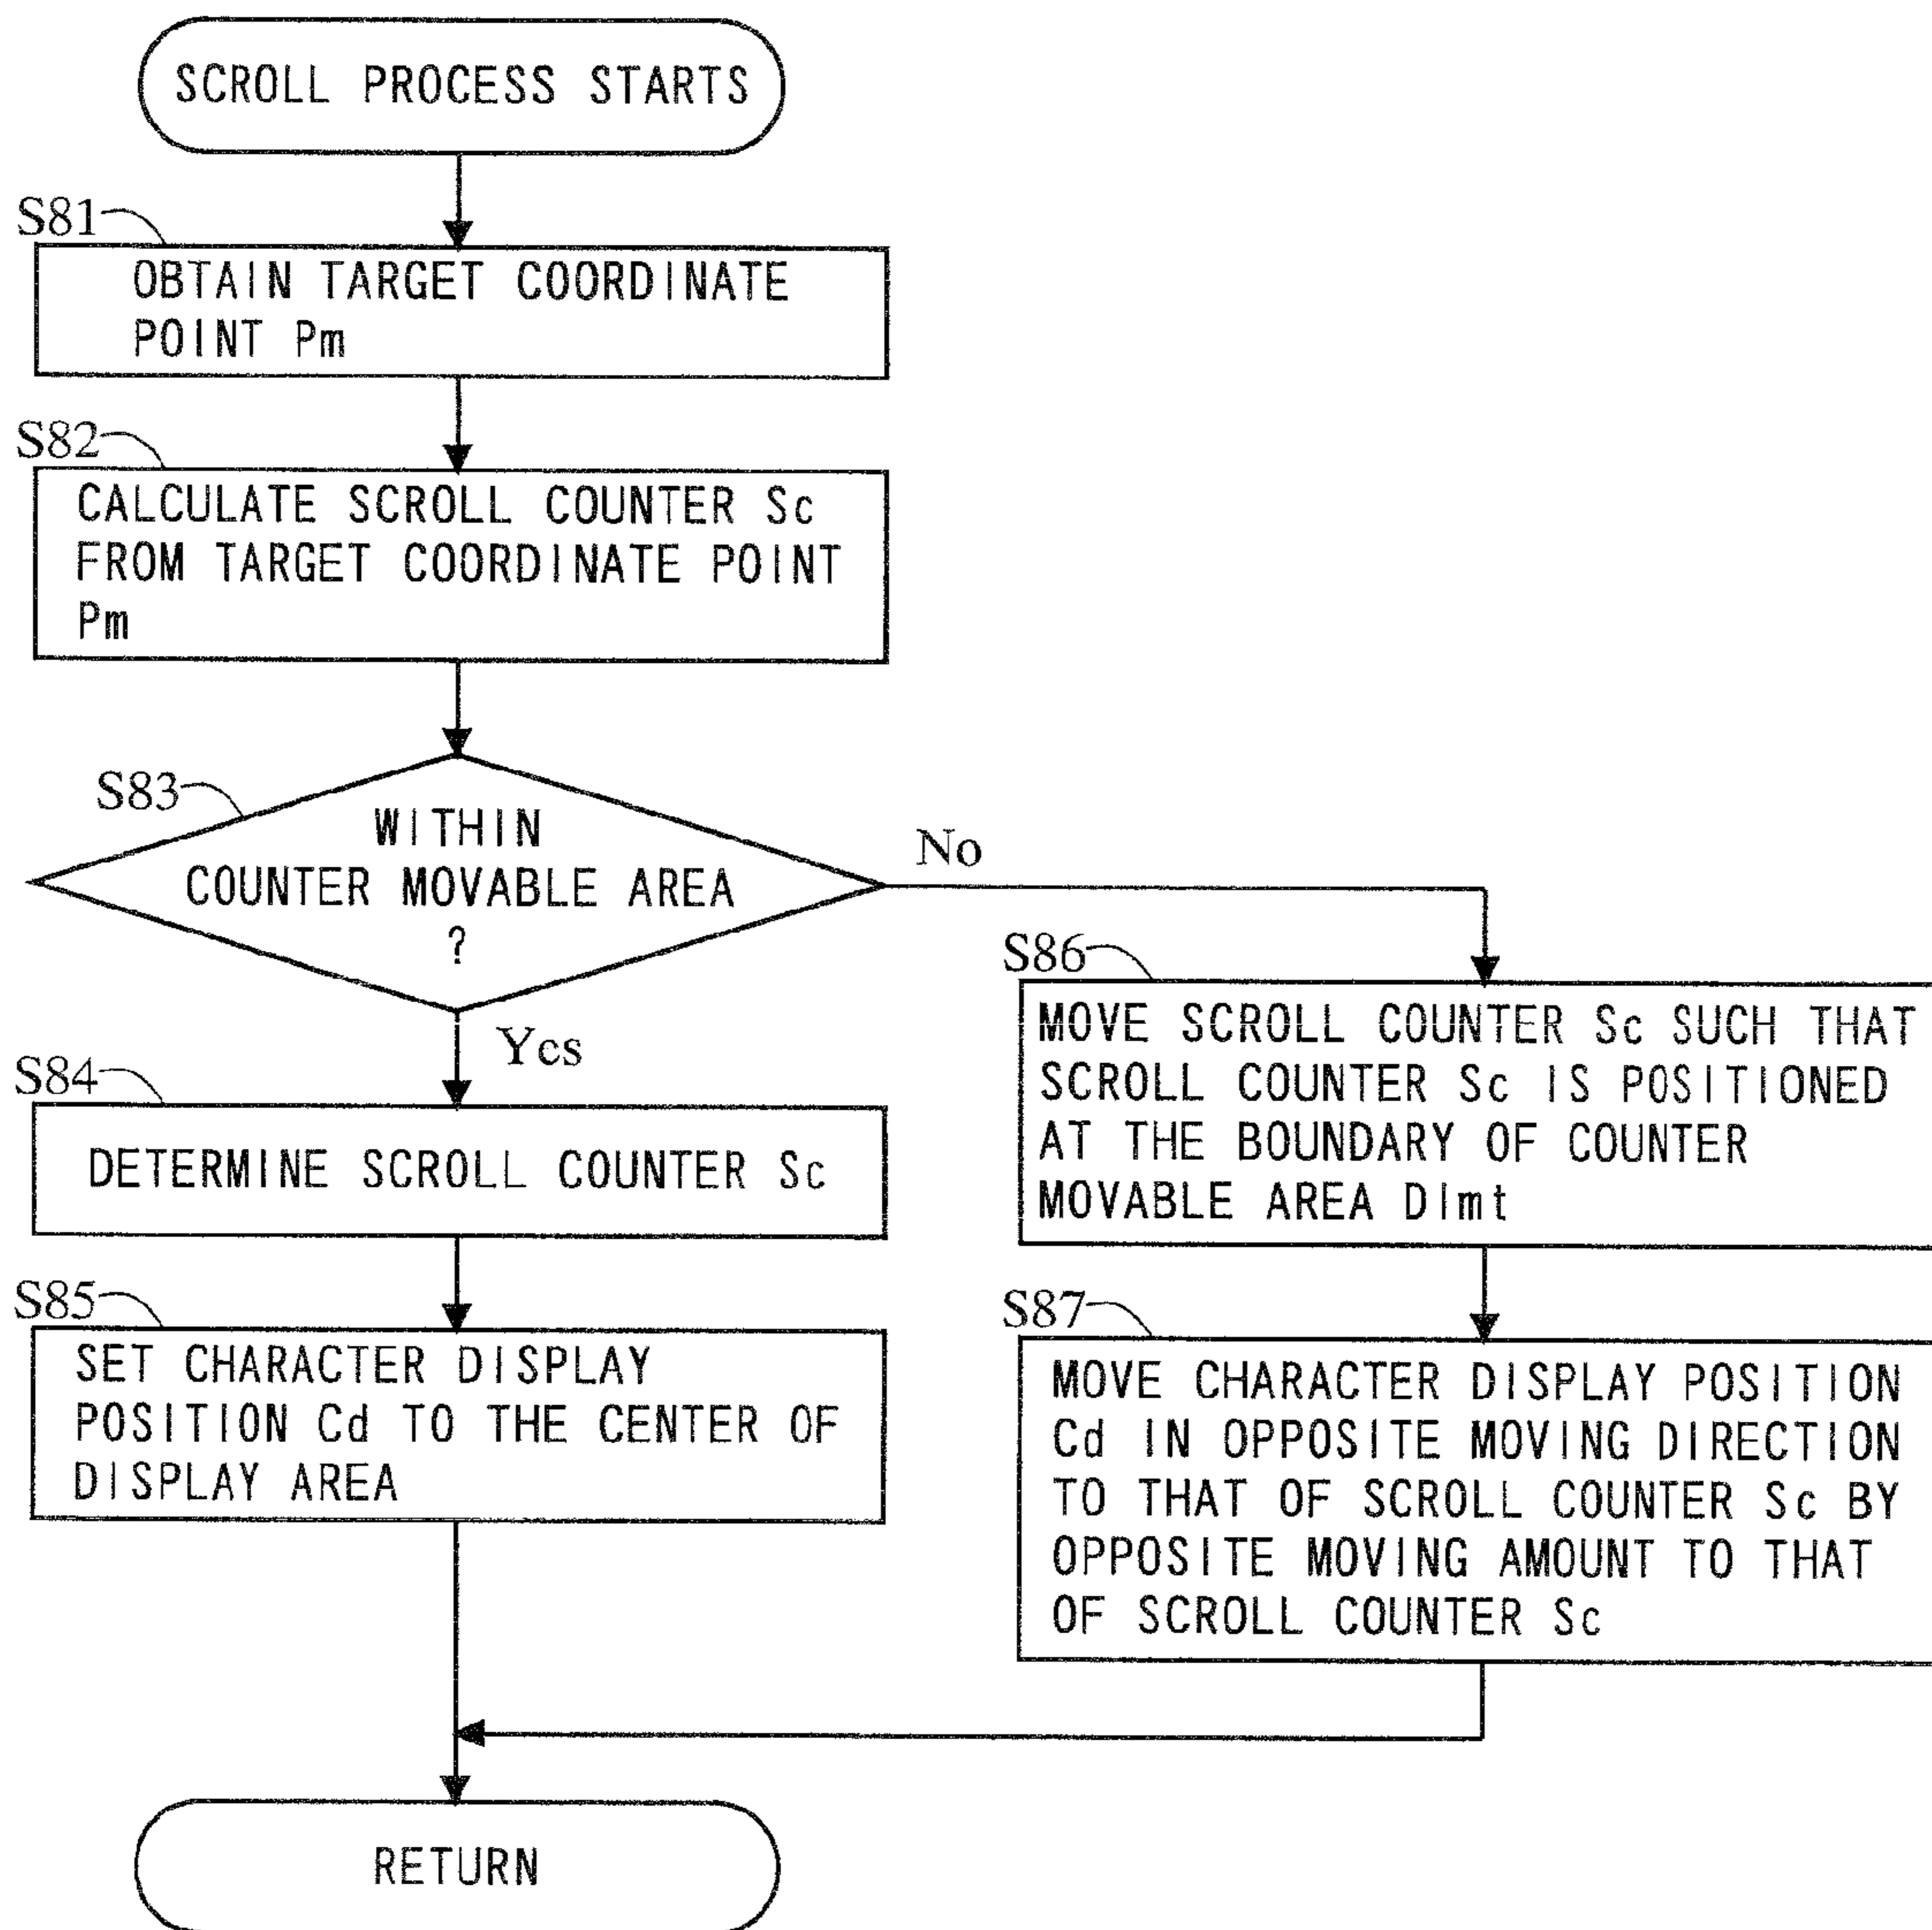 SCROLL PROCESS STARTS
S81
OBTAIN TARGET COORDINATE
POINT Pm
S82
CALCULATE SCROLL COUNTER Sc
FROM TARGET COORDINATE POINT
Pm
S83
WITHIN
COUNTER MOVABLE AREA
?
No
Yes
S84
DETERMINE SCROLL COUNTER Sc
S85
SET CHARACTER DISPLAY
POSITION Cd TO THE CENTER OF
DISPLAY AREA
S86
MOVE SCROLL COUNTER Sc SUCH THAT
SCROLL COUNTER Sc IS POSITIONED
AT THE BOUNDARY OF COUNTER
MOVABLE AREA Dlmt
S87
MOVE CHARACTER DISPLAY POSITION
Cd IN OPPOSITE MOVING DIRECTION
TO THAT OF SCROLL COUNTER Sc BY
OPPOSITE MOVING AMOUNT TO THAT
OF SCROLL COUNTER Sc
RETURN